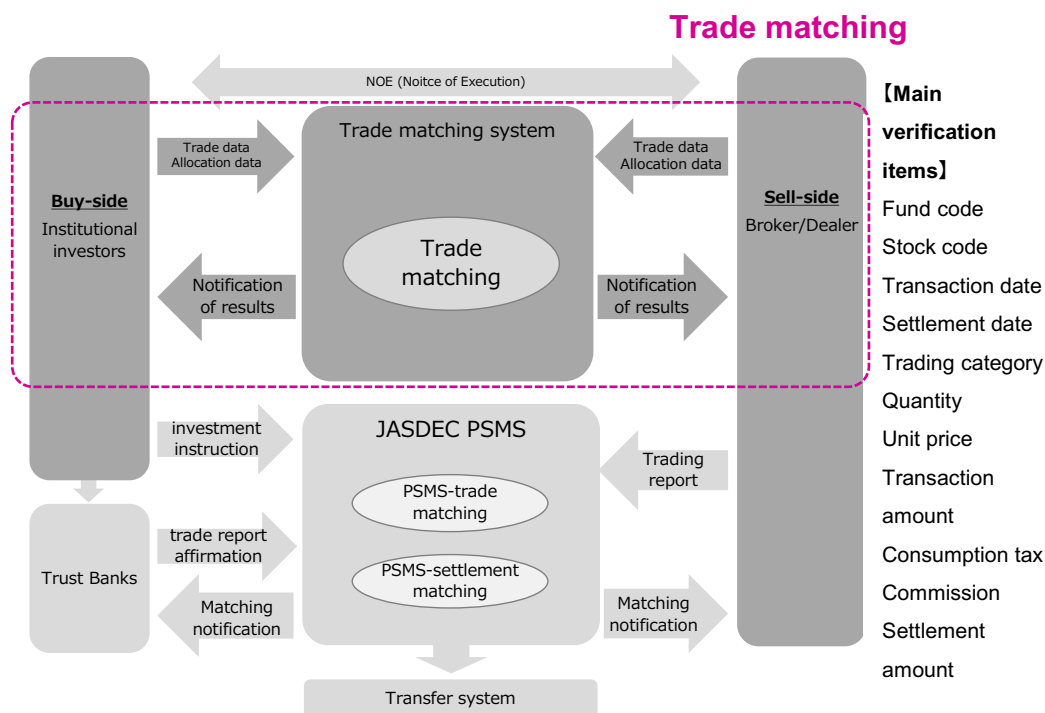 Trade matching
NOE (Noitce of Execution)
Trade matching system
Trade data
Allocation data
Trade data
Allocation data
Buy-side
Institutional
investors
Sell-side
Broker/Dealer
Trade
matching
Notification
of results
Notification
of results
investment
instruction
JASDEC PSMS
Trading
report
PSMS-trade
matching
trade report
affirmation
Trust Banks
PSMS-settlement
matching
Matching
notification
Matching
notification
Transfer system
【Main
verification
items】
Fund code
Stock code
Transaction date
Settlement date
Trading category
Quantity
Unit price
Transaction
amount
Consumption tax
Commission
Settlement
amount